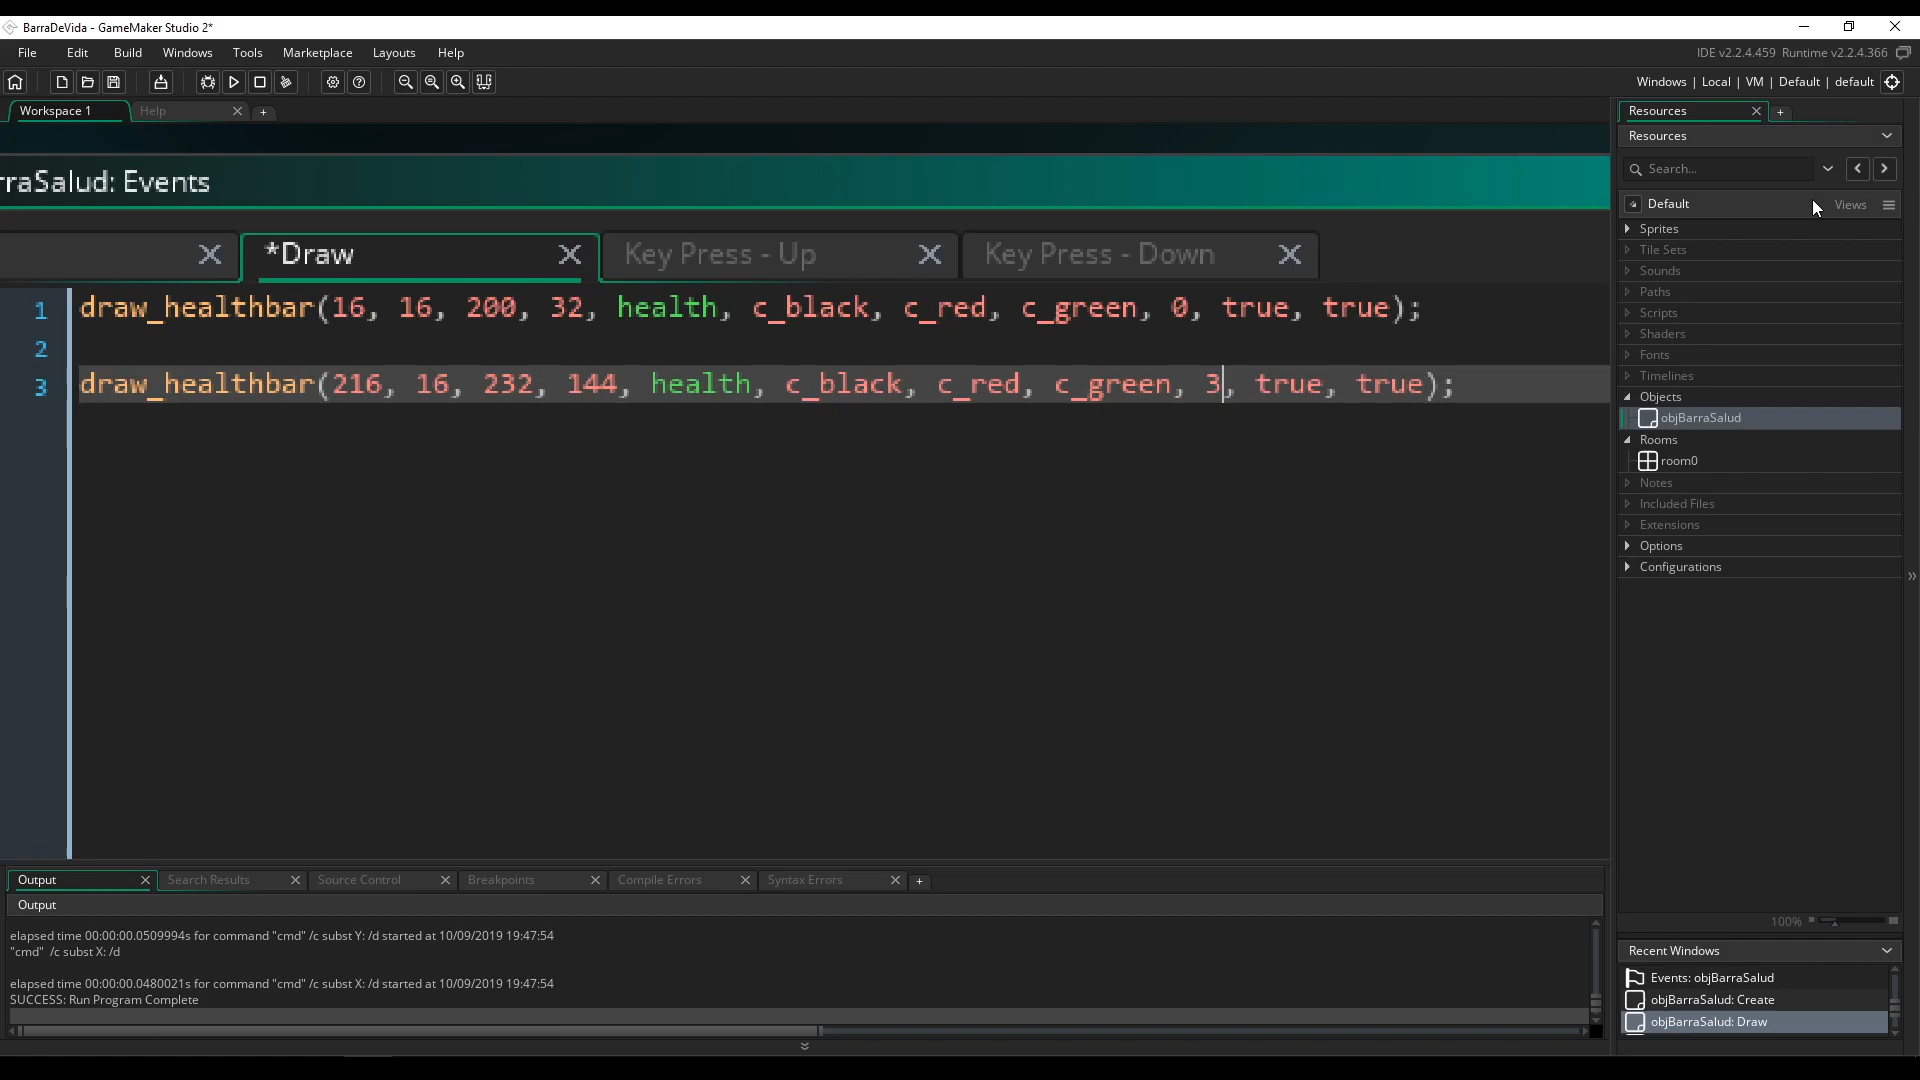 BarraDeVida - GameMaker Studio 2*
File Edit Build Windows Tools Marketplace Layouts Help
IDE v2.2.4.459 Runtime v2.2.4.366
Windows | Local | VM | Default | default
Workspace 1
Help
rraSalud: Events
*Draw
Key Press - Up
Key Press - Down
1 draw_healthbar(16, 16, 200, 32, health, c_black, c_red, c_green, 0, true, true);
2
3 draw_healthbar(216, 16, 232, 144, health, c_black, c_red, c_green, 3, true, true);
Resources
Resources
Search...
Default
Views
Sprites
Tile Sets
Sounds
Paths
Scripts
Shaders
Fonts
Timelines
Objects
objBarraSalud
Rooms
room0
Notes
Included Files
Extensions
Options
Configurations
100%
Recent Windows
Events: objBarraSalud
objBarraSalud: Create
objBarraSalud: Draw
Output
Search Results
Source Control
Breakpoints
Compile Errors
Syntax Errors
Output
elapsed time 00:00:00.0509994s for command "cmd" /c subst Y: /d started at 10/09/2019 19:47:54
"cmd" /c subst X: /d
elapsed time 00:00:00.0480021s for command "cmd" /c subst X: /d started at 10/09/2019 19:47:54
SUCCESS: Run Program Complete